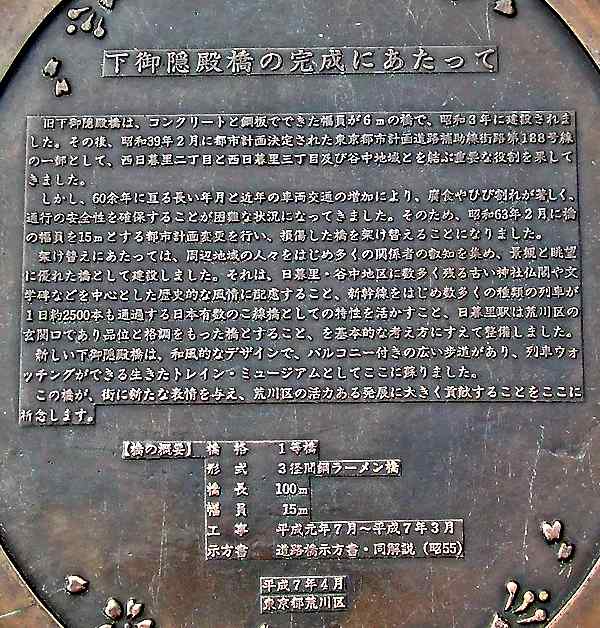 下御隠殿橋の完成にあたって
旧下御隠殿橋は、コンクリートと鋼板でできた幅員が6mの橋で、昭和3年に建設されま
した。その後、昭和39年2月に都市計画決定された東京都市計画道路補助線街路第188号線
の一部として、西日暮里二丁目と西日暮里三丁目及び谷中地域とを結ぶ重要な役割を果して
きました。
しかし、60余年に亘る長い年月と近年の車両交通の増加により、腐食やひび割れが著しく、
通行の安全性を確保することが困難な状況になってきました。そのため、昭和63年2月に橋
の幅員を15mとする都市計画変更を行い、損傷した橋を架け替えることになりました。
架け替えにあたっては、周辺地域の人々をはじめ多くの関係者の叡知を集め、景観と眺望
に優れた橋として建設しました。それは、日暮里・谷中地区に数多く残る古い神社仏閣や文
学碑などを中心とした歴史的な風情に配慮すること、新幹線をはじめ数多くの種類の列車が
1日約2500本も通過する日本有数のこ線橋としての特性を活かすこと、日暮里駅は荒川区の
玄関口であり品位と格調をもった橋とすること、を基本的な考え方にすえて整備しました。
新しい下御隠殿橋は、和風的なデザインで、バルコニー付きの広い歩道があり、列車ウォ
ッチングができる生きたトレイン・ミュージアムとしてここに蘇りました。
この橋が、街に新たな表情を与え、荒川区の活力ある発展に大きく貢献することをここに
祈念します。
【橋の概要】 橋格 1等橋
形式 3径間鋼ラーメン橋
橋長 100m
幅員 15m
工事 平成元年7月~平成7年3月
示方書 道路橋示方書・同解説(昭55)
平成7年4月
東京都荒川区